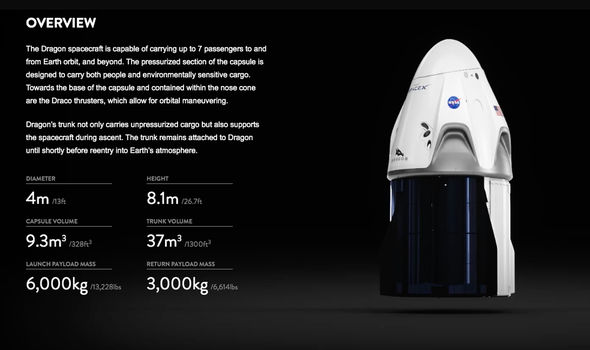 OVERVIEW
The Dragon spacecraft is capable of carrying up to 7 passengers to and
from Earth orbit, and beyond. The pressurized section of the capsule is
designed to carry both people and environmentally sensitive cargo.
Towards the base of the capsule and contained within the nose cone
are the Draco thrusters, which allow for orbital maneuvering.
Dragon's trunk not only carries unpressurized cargo but also supports
the spacecraft during ascent. The trunk remains attached to Dragon
until shortly before reentry into Earth's atmosphere.
DIAMETER
4m /13ft
HEIGHT
8.1m /26.7ft
CAPSULE VOLUME
9.3m³ /328ft³
TRUNK VOLUME
37m³ /1300ft³
LAUNCH PAYLOAD MASS
6,000kg /13,228lbs
RETURN PAYLOAD MASS
3,000kg /6,614lbs
SPACEX
NASA
DRAGON